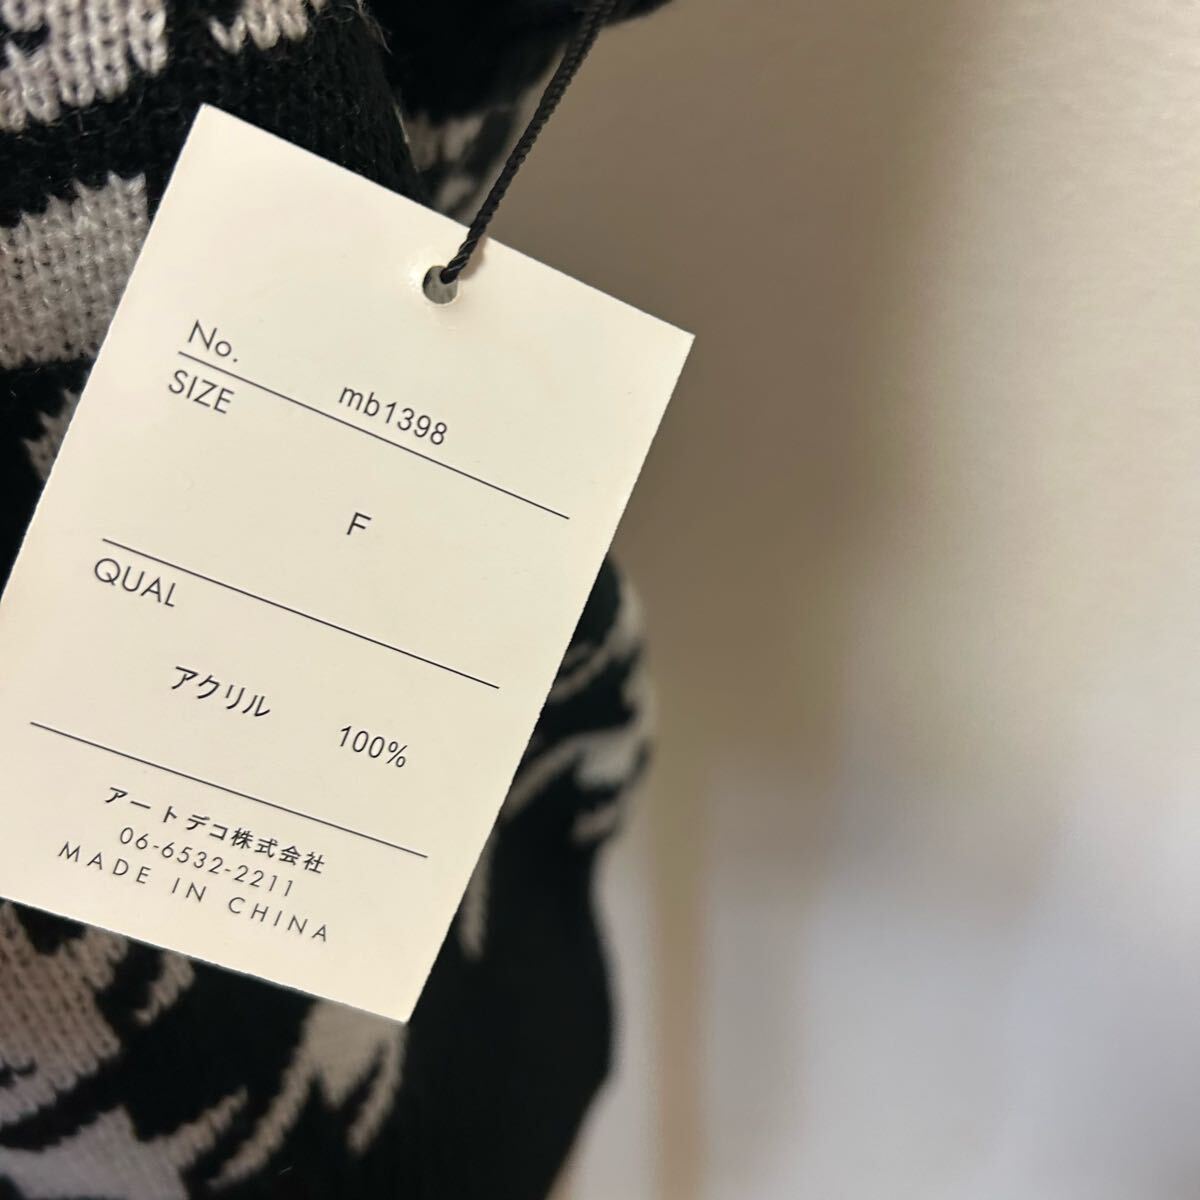 No.
mb1398
SIZE
F
QUAL
アクリル 100%
アートデコ株式会社
06-6532-2211
MADE IN CHINA